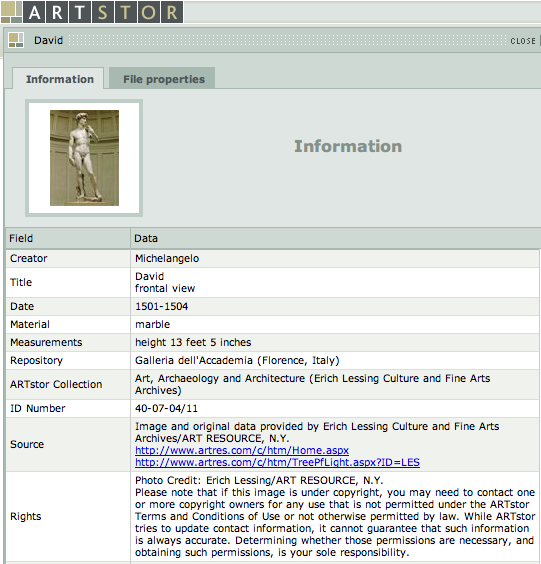 ARTSTOR
David
CLOSE
Information
File properties
Information
Field Data
Creator Michelangelo
Title David
frontal view
Date 1501-1504
Material marble
Measurements height 13 feet 5 inches
Repository Galleria dell'Accademia (Florence, Italy)
ARTstor Collection Art, Archaeology and Architecture (Erich Lessing Culture and Fine Arts
Archives)
ID Number 40-07-04/11
Source Image and original data provided by Erich Lessing Culture and Fine Arts
Archives/ART RESOURCE, N.Y.
http://www.artres.com/c/htm/Home.aspx
http://www.artres.com/c/htm/TreePfLight.aspx?ID=LES
Rights Photo Credit: Erich Lessing/ART RESOURCE, N.Y.
Please note that if this image is under copyright, you may need to contact one
or more copyright owners for any use that is not permitted under the ARTstor
Terms and Conditions of Use or not otherwise permitted by law. While ARTstor
tries to update contact information, it cannot guarantee that such information
is always accurate. Determining whether those permissions are necessary, and
obtaining such permissions, is your sole responsibility.